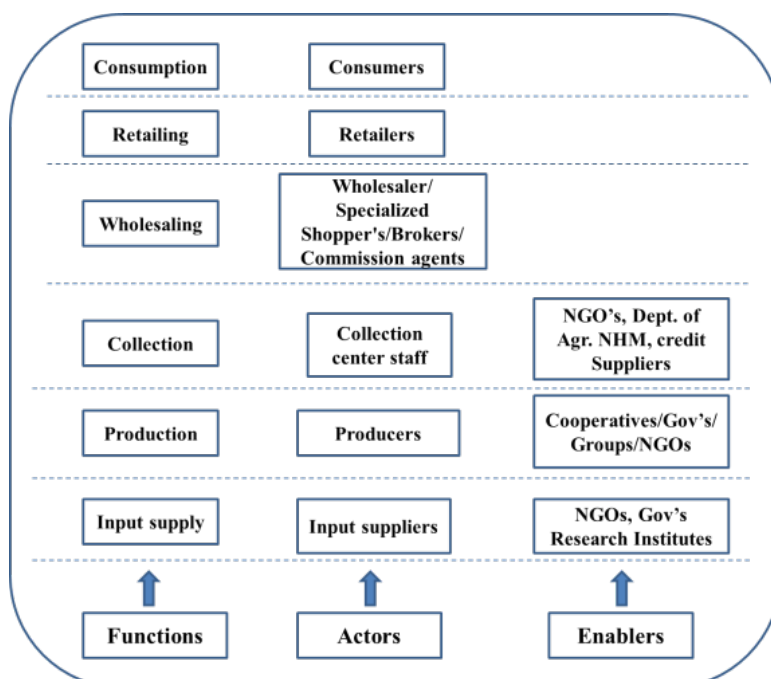 Consumption
Consumers
Retailing
Retailers
Wholesaling
Wholesaler/
Specialized
Shopper's/Brokers/
Commission agents
Collection
Collection
center staff
NGO's, Dept. of
Agr. NHM, credit
Suppliers
Production
Producers
Cooperatives/Gov's/
Groups/NGOs
Input supply
Input suppliers
NGOs, Gov's
Research Institutes
Functions
Actors
Enablers